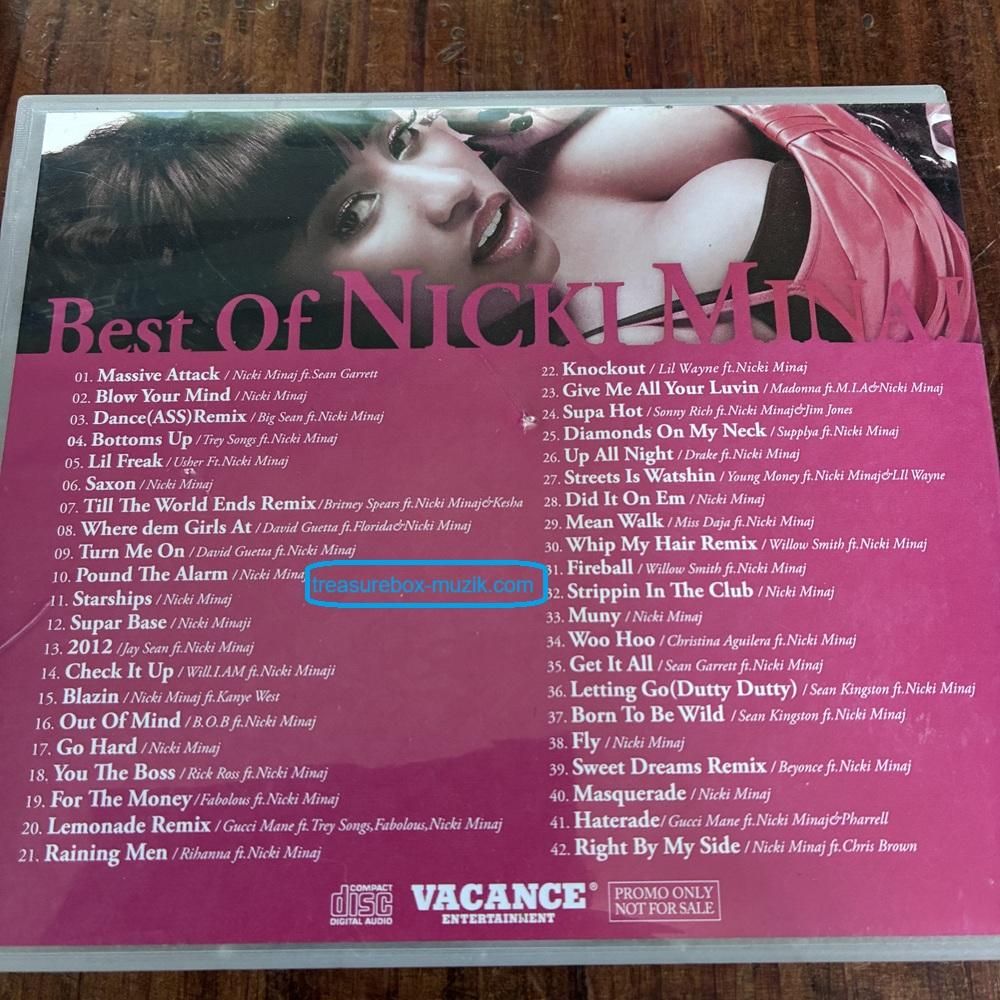 Best Of NICKI MINAJ
01. Massive Attack / Nicki Minaj ft.Sean Garrett
02. Blow Your Mind / Nicki Minaj
03. Dance(ASS)Remix / Big Sean ft.Nicki Minaj
04. Bottoms Up / Trey Songs ft.Nicki Minaj
05. Lil Freak / Usher Ft.Nicki Minaj
06. Saxon / Nicki Minaj
07. Till The World Ends Remix / Britney Spears ft.Nicki Minaj&Kesha
08. Where dem Girls At / David Guetta ft.Florida&Nicki Minaj
09. Turn Me On / David Guetta ft.Nicki Minaj
10. Pound The Alarm / Nicki Minaj
11. Starships / Nicki Minaj
12. Supar Base / Nicki Minaji
13. 2012 / Jay Sean ft.Nicki Minaj
14. Check It Up / Will.I.AM ft.Nicki Minaji
15. Blazin / Nicki Minaj ft.Kanye West
16. Out Of Mind / B.O.B ft.Nicki Minaj
17. Go Hard / Nicki Minaj
18. You The Boss / Rick Ross ft.Nicki Minaj
19. For The Money / Fabolous ft.Nicki Minaj
20. Lemonade Remix / Gucci Mane ft.Trey Songs,Fabolous,Nicki Minaj
21. Raining Men / Rihanna ft.Nicki Minaj
22. Knockout / Lil Wayne ft.Nicki Minaj
23. Give Me All Your Luvin / Madonna ft.M.I.A&Nicki Minaj
24. Supa Hot / Sonny Rich ft.Nicki Minaj&Jim Jones
25. Diamonds On My Neck / Supplya ft.Nicki Minaj
26. Up All Night / Drake ft.Nicki Minaj
27. Streets Is Watshin / Young Money ft.Nicki Minaj&LIl Wayne
28. Did It On Em / Nicki Minaj
29. Mean Walk / Miss Daja ft.Nicki Minaj
30. Whip My Hair Remix / Willow Smith ft.Nicki Minaj
31. Fireball / Willow Smith ft.Nicki Minaj
32. Strippin In The Club / Nicki Minaj
33. Muny / Nicki Minaj
34. Woo Hoo / Christina Aguilera ft.Nicki Minaj
35. Get It All / Sean Garrett ft.Nicki Minaj
36. Letting Go(Dutty Dutty) / Sean Kingston ft.Nicki Minaj
37. Born To Be Wild / Sean Kingston ft.Nicki Minaj
38. Fly / Nicki Minaj
39. Sweet Dreams Remix / Beyonce ft.Nicki Minaj
40. Masquerade / Nicki Minaj
41. Haterade / Gucci Mane ft.Nicki Minaj&Pharrell
42. Right By My Side / Nicki Minaj ft.Chris Brown
treasurebox-muzik.com
COMPACT
disc
DIGITAL AUDIO
VACANCE®
ENTERTAINMENT
PROMO ONLY
NOT FOR SALE